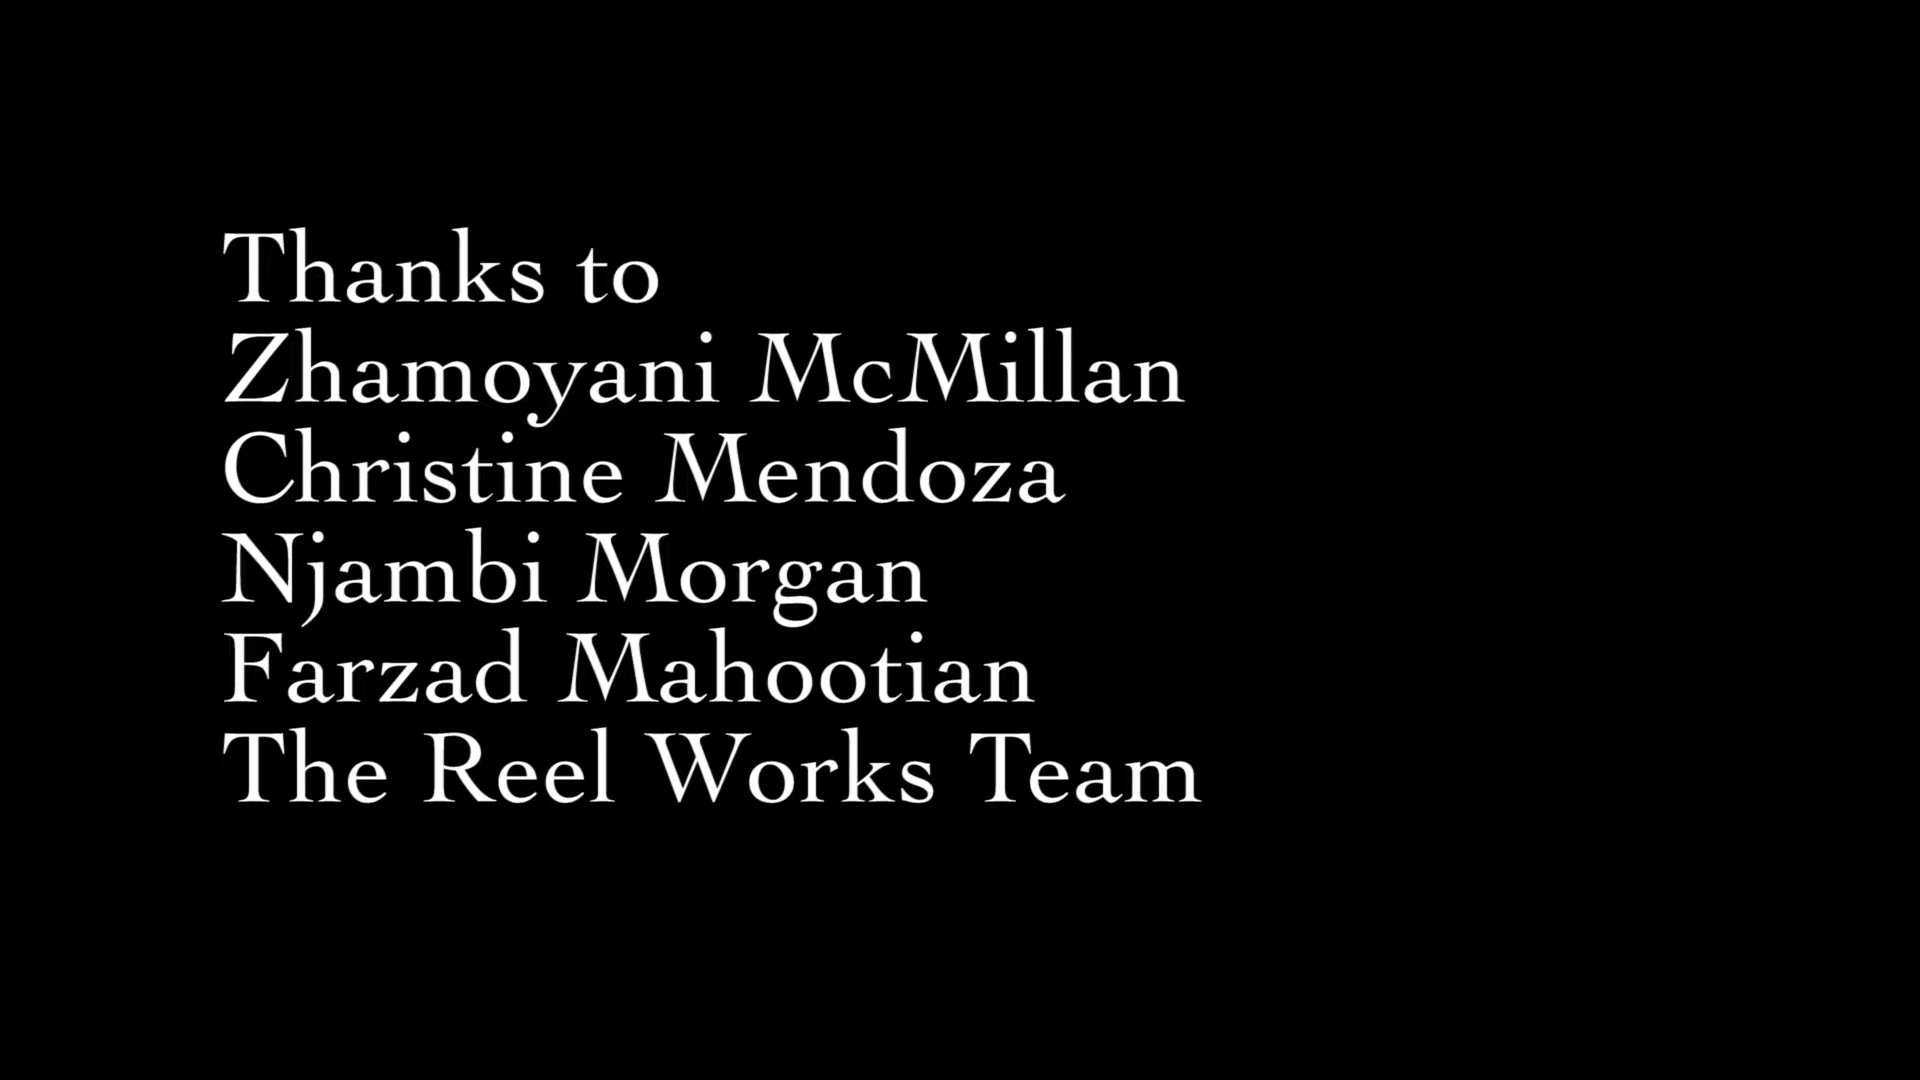 Thanks to
Zhamoyani McMillan
Christine Mendoza
Njambi Morgan
Farzad Mahootian
The Reel Works Team